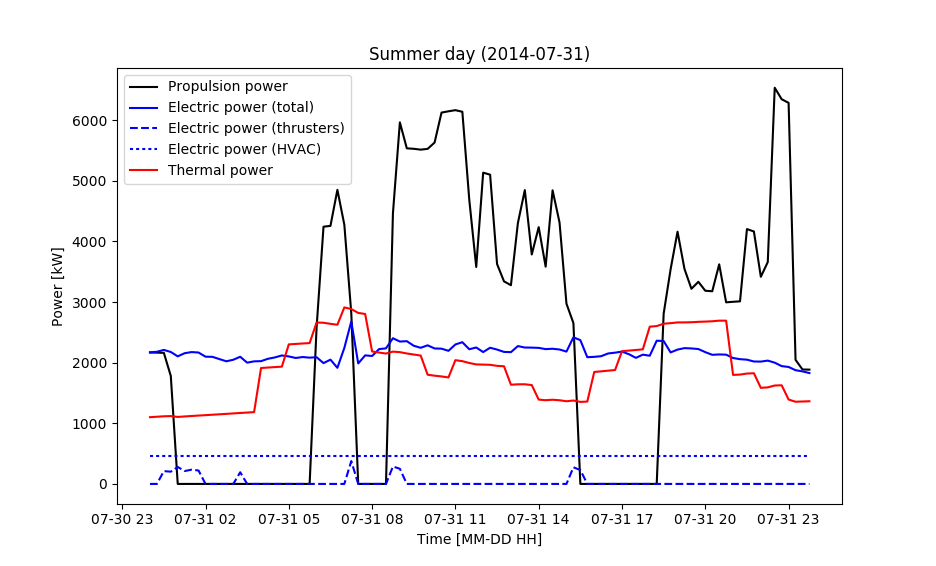 Summer day (2014-07-31)
Propulsion power
Electric power (total)
Electric power (thrusters)
Electric power (HVAC)
Thermal power
Power [kW]
6000
5000
4000
3000
2000
1000
0
07-30 23 07-31 02 07-31 05 07-31 08 07-31 11 07-31 14 07-31 17 07-31 20 07-31 23
Time [MM-DD HH]